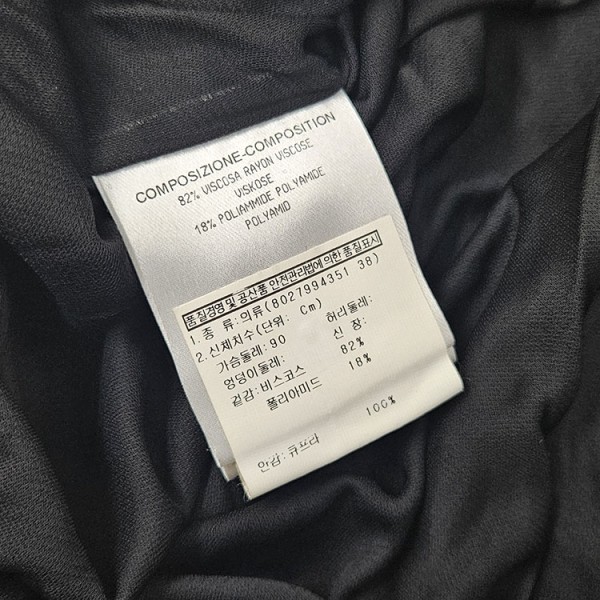 COMPOSIZIONE-COMPOSITION
82% VISCOSA RAYON VISCOSE
VISKOSE
18% POLIAMMIDE POLYAMIDE
POLYAMID
품질경영 및 공산품 안전관리법에 의한 품질표시
1.종 류:의류(8027994351 38)
2.신체치수(단위: Cm)
가슴둘레:90 허리둘레:
엉덩이둘레: 신 장:
겉감:비스코스 82%
폴리아미드 18%
안감:큐프라 100%